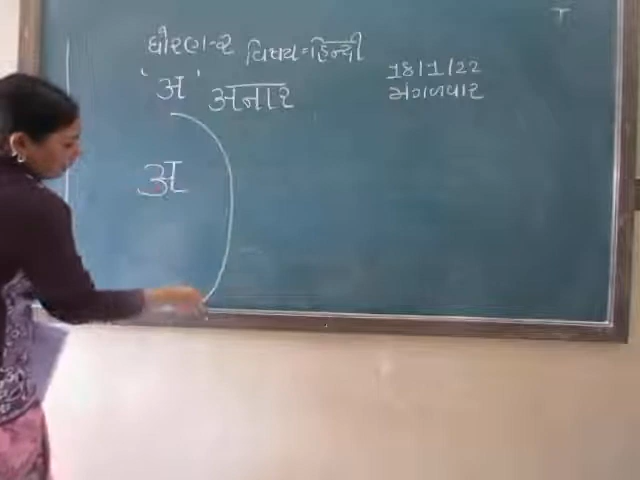 ધોરણ-૨ વિષય=હિન્દી
18/1/22
મંગળવાર
'अ' अनार
अ
T